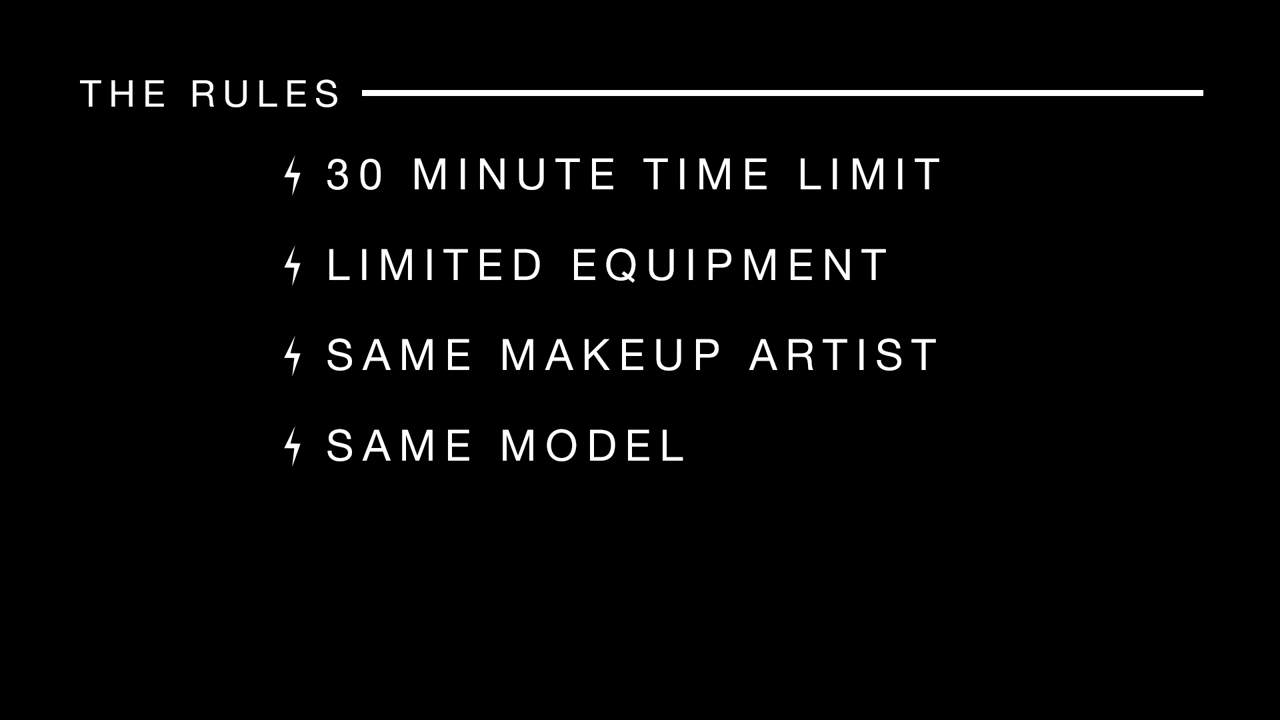 THE RULES
30 MINUTE TIME LIMIT
LIMITED EQUIPMENT
SAME MAKEUP ARTIST
SAME MODEL